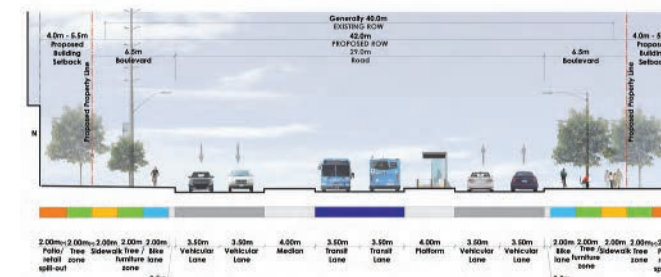 Generally 40.0m
EXISTING ROW
42.0m
PROPOSED ROW
29.0m
Road
4.0m - 5.5m
Proposed
Building
Setback
Proposed Property Line
6.5m
Boulevard
6.5m
Boulevard
Proposed Property Line
4.0m - 5
Propose
Building
Setback
N
2.00m
Patio/
retail
spill-out
2.00m
Tree
zone
2.00m
Sidewalk
2.00m
Tree /
furniture
zone
2.00m
Bike
lane
3.50m
Vehicular
Lane
3.50m
Vehicular
Lane
4.00m
Median
3.50m
Transit
Lane
3.50m
Transit
Lane
4.00m
Platform
3.50m
Vehicular
Lane
3.50m
Vehicular
Lane
2.00m
Bike
lane
2.00m
Tree /
furniture
zone
2.00m
Sidewalk
2.00m
Tree
zone